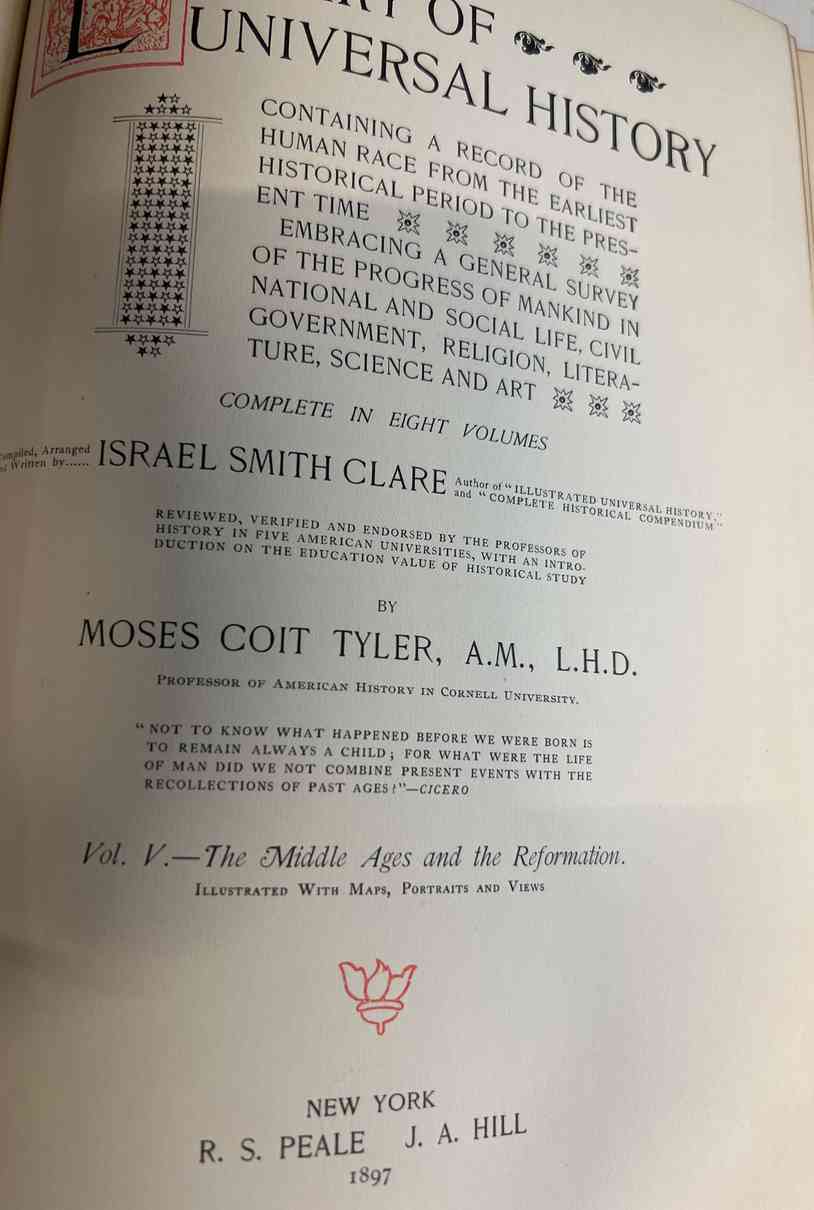 L
RY OF
UNIVERSAL HISTORY
CONTAINING A RECORD OF THE
HUMAN RACE FROM THE EARLIEST
HISTORICAL PERIOD TO THE PRES-
ENT TIME
EMBRACING A GENERAL SURVEY
OF THE PROGRESS OF MANKIND IN
NATIONAL AND SOCIAL LIFE, CIVIL
GOVERNMENT, RELIGION, LITERA-
TURE, SCIENCE AND ART
COMPLETE IN EIGHT VOLUMES
ompiled, Arranged
Written by......
ISRAEL SMITH CLARE
Author of "ILLUSTRATED UNIVERSAL HISTORY,"
and "COMPLETE HISTORICAL COMPENDIUM"
REVIEWED, VERIFIED AND ENDORSED BY THE PROFESSORS OF
HISTORY IN FIVE AMERICAN UNIVERSITIES, WITH AN INTRO-
DUCTION ON THE EDUCATION VALUE OF HISTORICAL STUDY
BY
MOSES COIT TYLER, A.M., L.H.D.
PROFESSOR OF AMERICAN HISTORY IN CORNELL UNIVERSITY.
"NOT TO KNOW WHAT HAPPENED BEFORE WE WERE BORN IS
TO REMAIN ALWAYS A CHILD; FOR WHAT WERE THE LIFE
OF MAN DID WE NOT COMBINE PRESENT EVENTS WITH THE
RECOLLECTIONS OF PAST AGES!"—CICERO
Vol. V.—The Middle Ages and the Reformation.
ILLUSTRATED WITH MAPS, PORTRAITS AND VIEWS
NEW YORK
R. S. PEALE J. A. HILL
1897